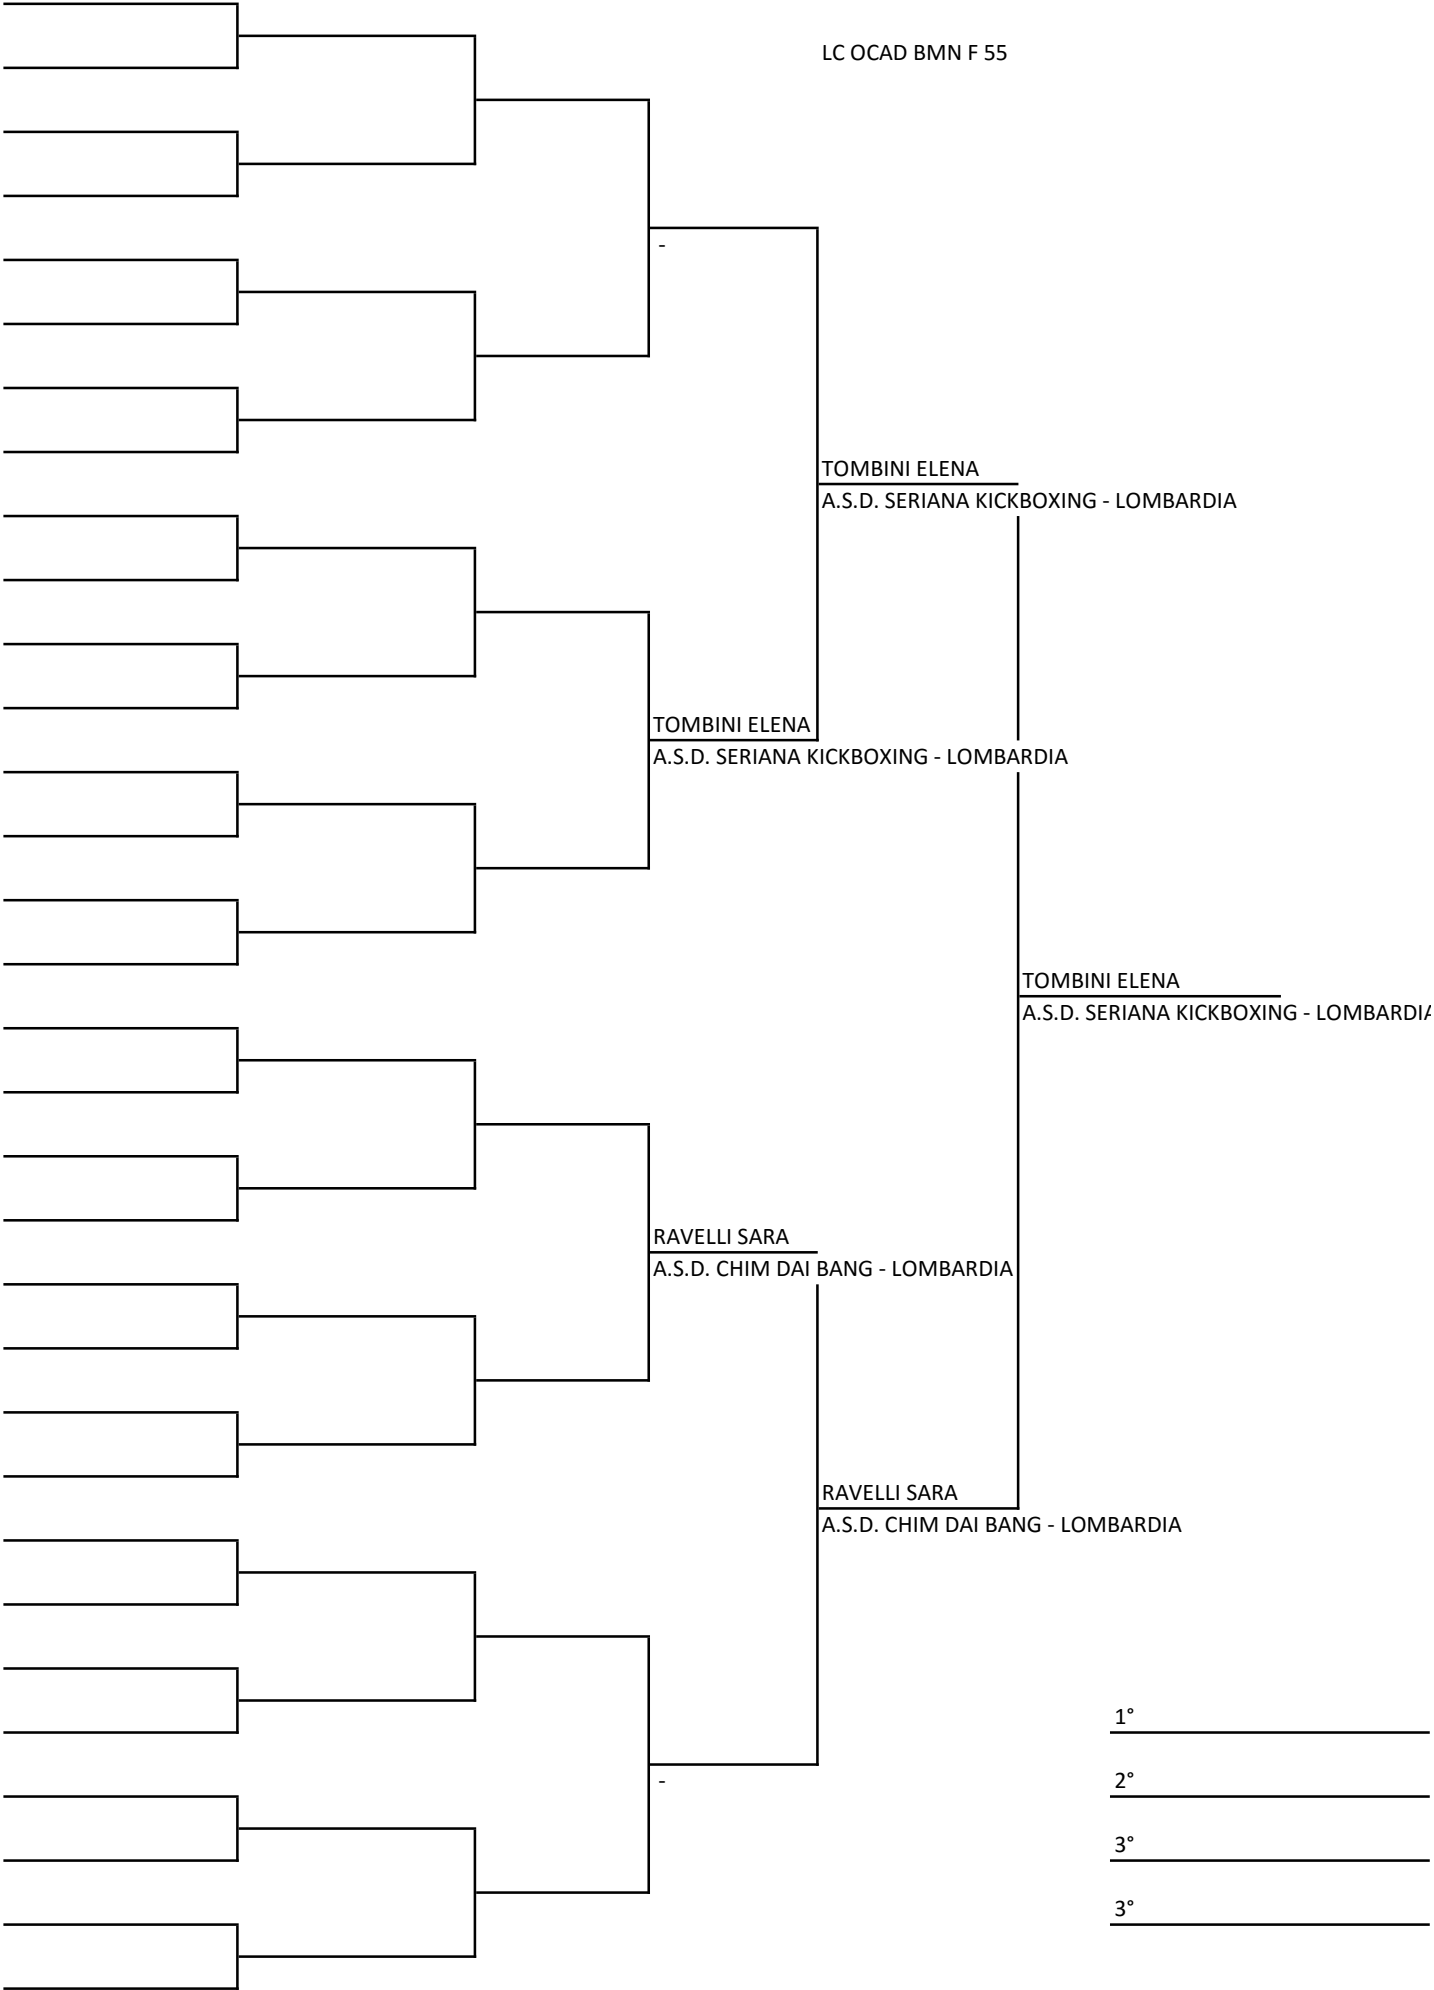 LC OCAD BMN F 55
-
TOMBINI ELENA
A.S.D. SERIANA KICKBOXING - LOMBARDIA
TOMBINI ELENA
A.S.D. SERIANA KICKBOXING - LOMBARDIA
TOMBINI ELENA
A.S.D. SERIANA KICKBOXING - LOMBARDIA
RAVELLI SARA
A.S.D. CHIM DAI BANG - LOMBARDIA
RAVELLI SARA
A.S.D. CHIM DAI BANG - LOMBARDIA
1°
-
2°
3°
3°